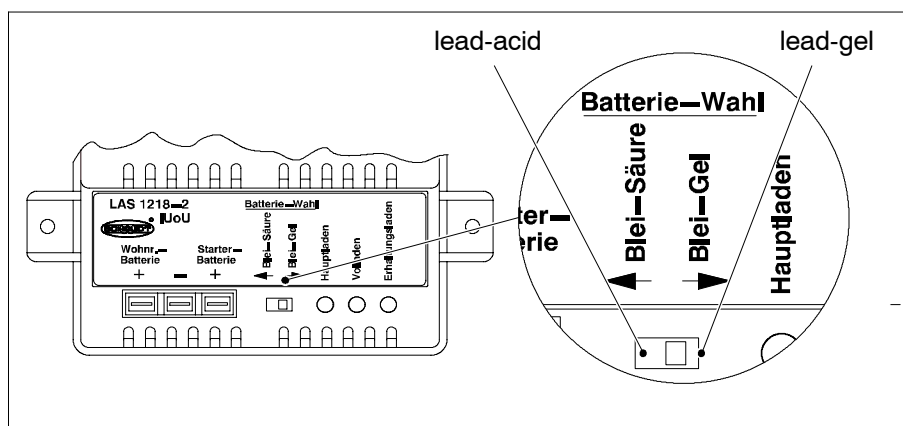 lead-acid
lead-gel
LAS 1218–2
IUoU
Batterie–Wahl
Wohnr.–
Batterie
Starter–
Batterie
+
–
+
Blei–Säure
Blei–Gel
Hauptladen
Vollladen
Erhaltungsladen
Batterie–Wahl
Blei–Säure
Blei–Gel
Hauptladen
ter–
erie